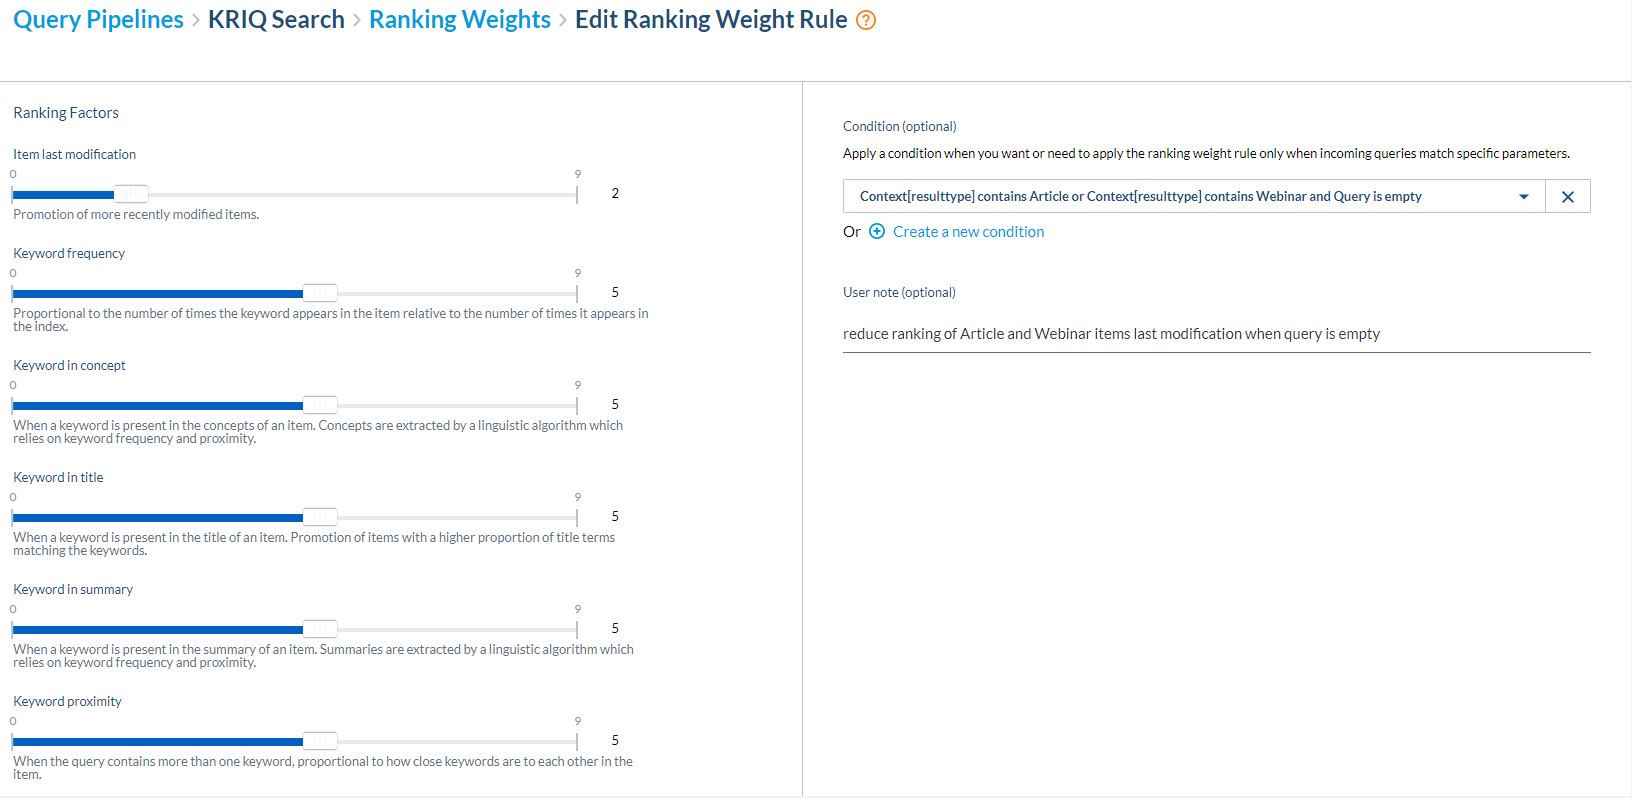 Query Pipelines > KRIQ Search > Ranking Weights > Edit Ranking Weight Rule ?
Ranking Factors
Item last modification
0 9
2
Promotion of more recently modified items.
Keyword frequency
0 9
5
Proportional to the number of times the keyword appears in the item relative to the number of times it appears in
the index.
Keyword in concept
0 9
5
When a keyword is present in the concepts of an item. Concepts are extracted by a linguistic algorithm which
relies on keyword frequency and proximity.
Keyword in title
0 9
5
When a keyword is present in the title of an item. Promotion of items with a higher proportion of title terms
matching the keywords.
Keyword in summary
0 9
5
When a keyword is present in the summary of an item. Summaries are extracted by a linguistic algorithm which
relies on keyword frequency and proximity.
Keyword proximity
0 9
5
When the query contains more than one keyword, proportional to how close keywords are to each other in the
item.
Condition (optional)
Apply a condition when you want or need to apply the ranking weight rule only when incoming queries match specific parameters.
Context[resulttype] contains Article or Context[resulttype] contains Webinar and Query is empty
Or Create a new condition
User note (optional)
reduce ranking of Article and Webinar items last modification when query is empty